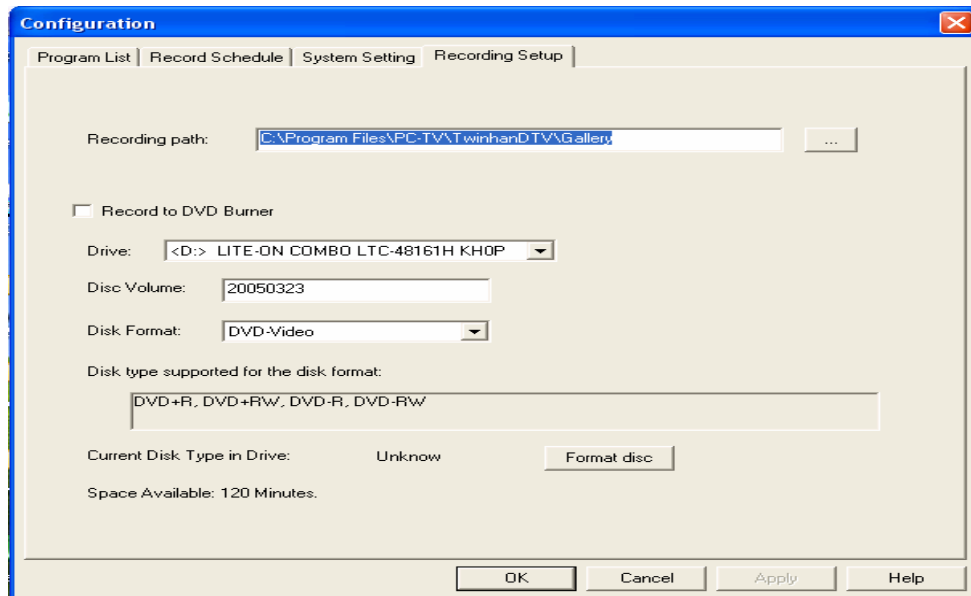 Configuration
Program List Record Schedule System Setting Recording Setup
Recording path: C:\Program Files\PC-TV\TwinhanDTV\Gallery ...
Record to DVD Burner
Drive: <D:> LITE-ON COMBO LTC-48161H KH0P
Disc Volume: 20050323
Disk Format: DVD-Video
Disk type supported for the disk format:
DVD+R, DVD+RW, DVD-R, DVD-RW
Current Disk Type in Drive: Unknow Format disc
Space Available: 120 Minutes.
OK Cancel Apply Help